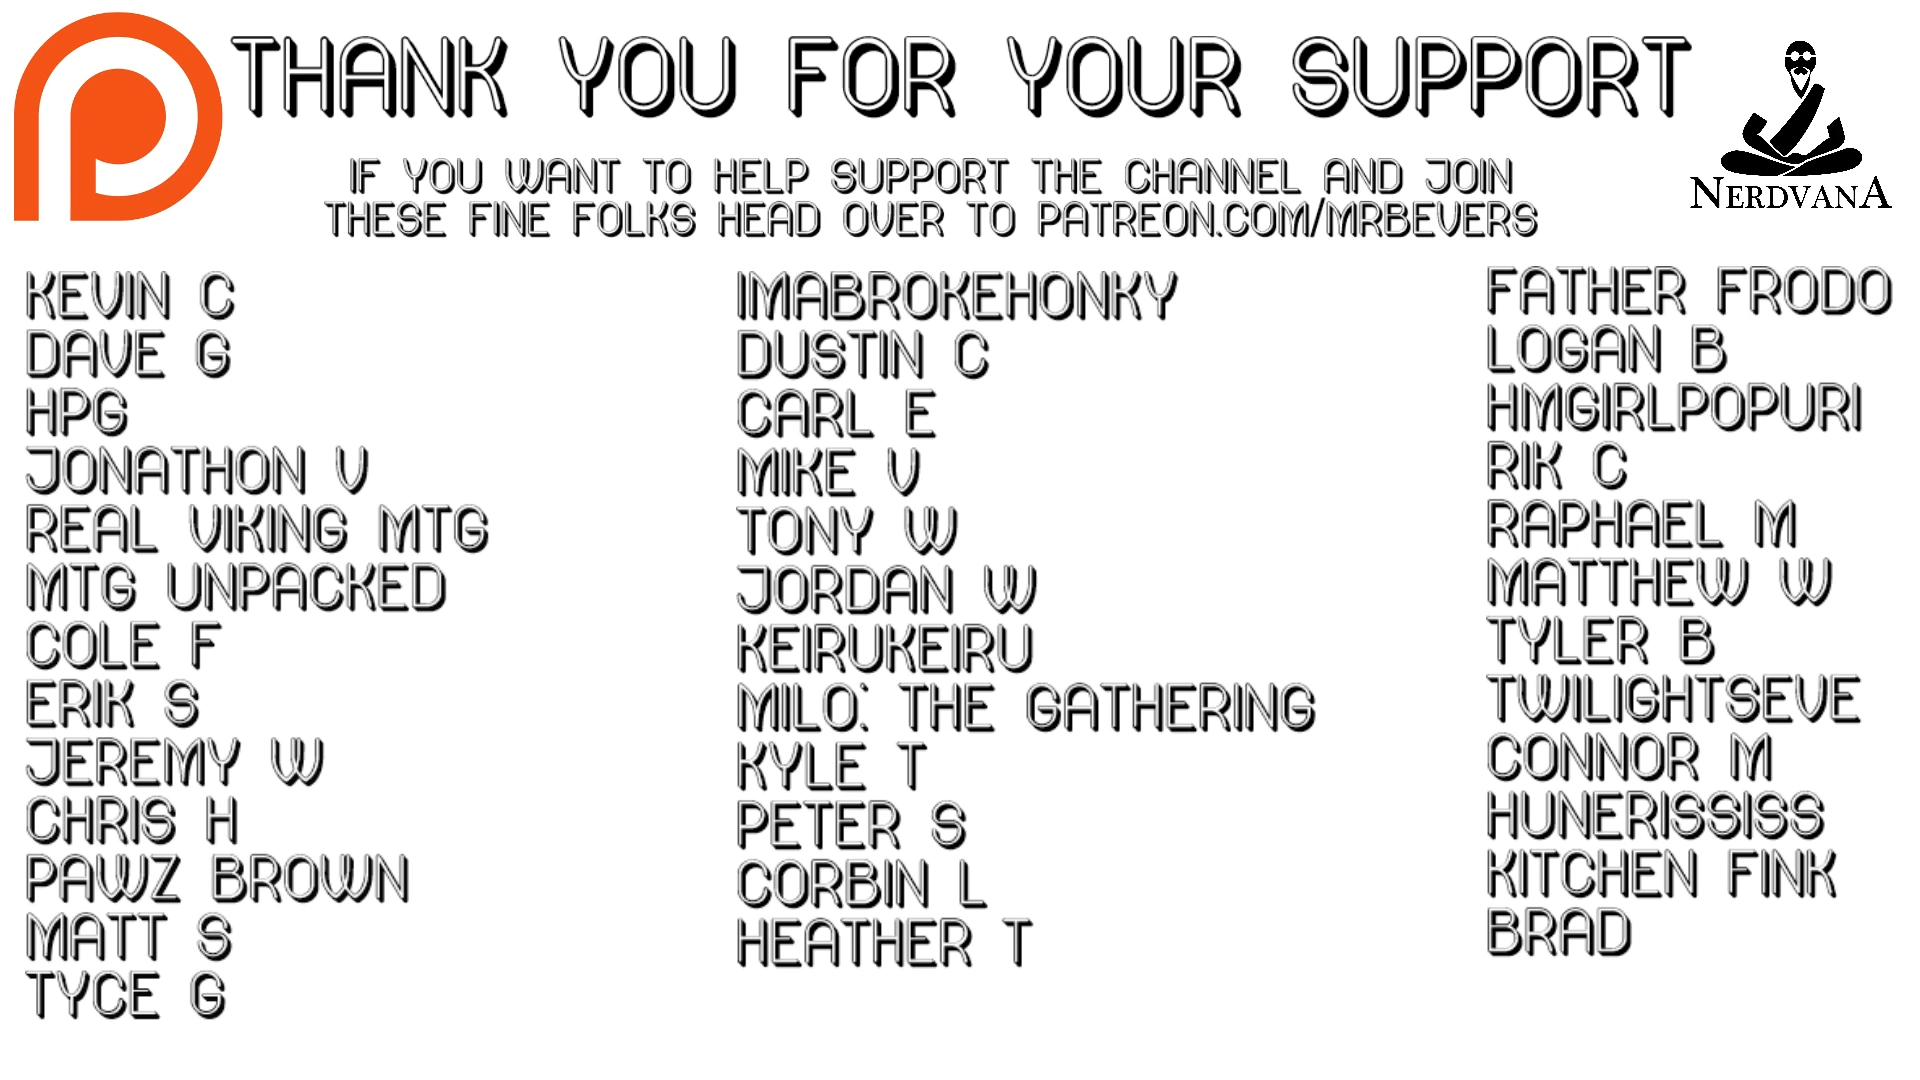 THANK YOU FOR YOUR SUPPORT
NERDVANA
IF YOU WANT TO HELP SUPPORT THE CHANNEL AND JOIN
THESE FINE FOLKS HEAD OVER TO PATREON.COM/MRBEVERS
KEVIN C
DAVE G
HPG
JONATHON V
REAL VIKING MTG
MTG UNPACKED
COLE F
ERIK S
JEREMY W
CHRIS H
PAWZ BROWN
MATT S
TYCE G
IMABROKEHONKY
DUSTIN C
CARL E
MIKE V
TONY W
JORDAN W
KEIRUKEIRU
MILO: THE GATHERING
KYLE T
PETER S
CORBIN L
HEATHER T
FATHER FRODO
LOGAN B
HMGIRLPOPURI
RIK C
RAPHAEL M
MATTHEW W
TYLER B
TWILIGHTSEVE
CONNOR M
HUNERISSISS
KITCHEN FINK
BRAD